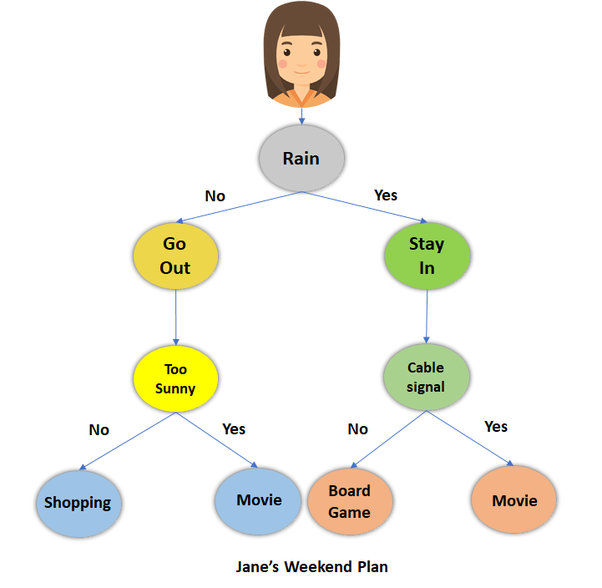 Rain
No
Yes
Go
Out
Stay
In
Too
Sunny
Cable
signal
No
Yes
No
Yes
Shopping
Movie
Board
Game
Movie
Jane's Weekend Plan